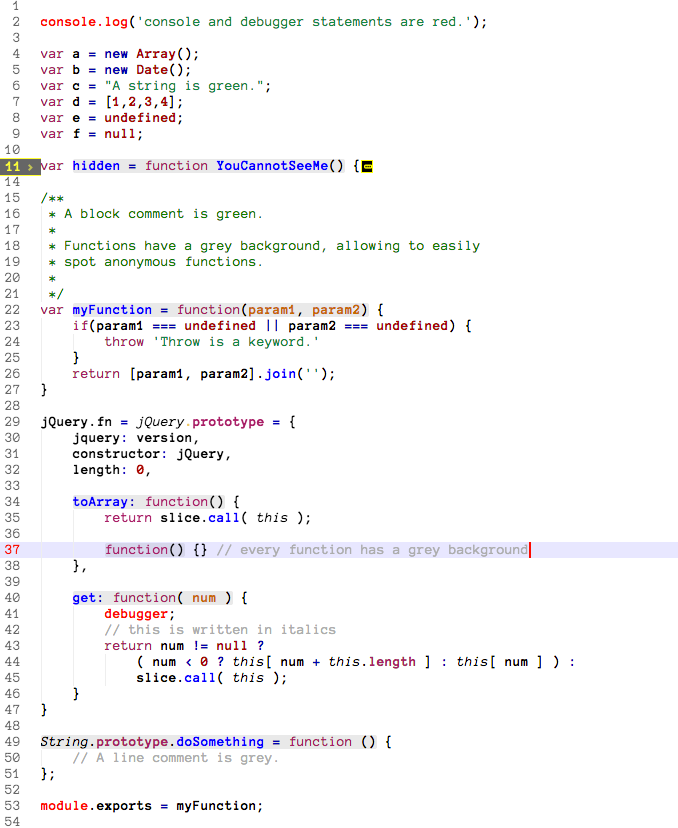 1
2 console.log('console and debugger statements are red.');
3
4 var a = new Array();
5 var b = new Date();
6 var c = "A string is green.";
7 var d = [1,2,3,4];
8 var e = undefined;
9 var f = null;
10
11 var hidden = function YouCannotSeeMe() {
14
15 /**
16  * A block comment is green.
17  *
18  * Functions have a grey background, allowing to easily
19  * spot anonymous functions.
20  *
21  */
22 var myFunction = function(param1, param2) {
23     if(param1 === undefined || param2 === undefined) {
24         throw 'Throw is a keyword.'
25     }
26     return [param1, param2].join('');
27 }
28
29 jQuery.fn = jQuery.prototype = {
30     jquery: version,
31     constructor: jQuery,
32     length: 0,
33
34     toArray: function() {
35         return slice.call( this );
36
37         function() {} // every function has a grey background
38     },
39
40     get: function( num ) {
41         debugger;
42         // this is written in italics
43         return num != null ?
44             ( num < 0 ? this[ num + this.length ] : this[ num ] ) :
45             slice.call( this );
46     }
47 }
48
49 String.prototype.doSomething = function () {
50     // A line comment is grey.
51 };
52
53 module.exports = myFunction;
54